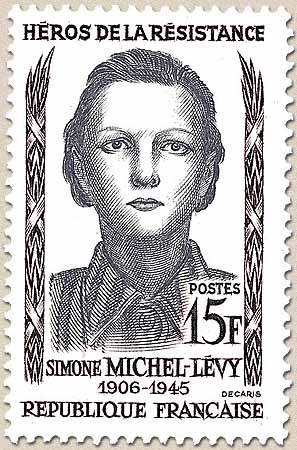 HÉROS DE LA RÉSISTANCE
POSTES
15F
SIMONE MICHEL-LÉVY
1906-1945
DECARIS
REPUBLIQUE FRANÇAISE